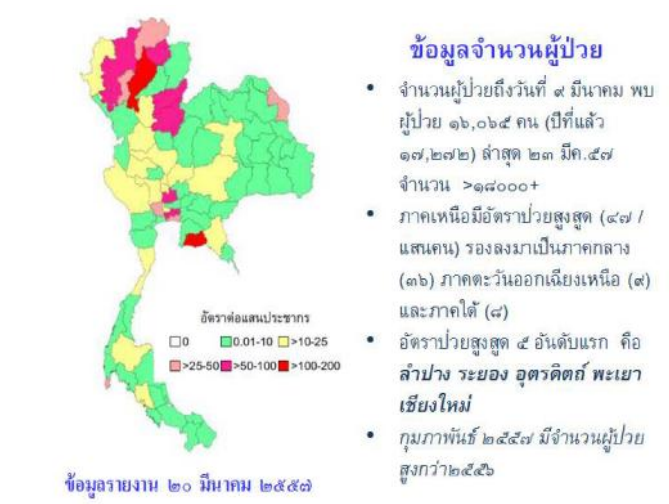 ข้อมูลจำนวนผู้ป่วย
• จำนวนผู้ป่วยถึงวันที่ ๙ มีนาคม พบ
ผู้ป่วย ๑๖,๐๖๕ คน (ปีที่แล้ว
๑๗,๒๗๒) ล่าสุด ๒๓ มีค.๕๗
จำนวน >๑๘๐๐๐+
• ภาคเหนือมีอัตราป่วยสูงสุด (๔๗ /
แสนคน) รองลงมาเป็นภาคกลาง
(๓๖) ภาคตะวันออกเฉียงเหนือ (๙)
และภาคใต้ (๘)
• อัตราป่วยสูงสุด ๕ อันดับแรก คือ
ลำปาง ระยอง อุตรดิตถ์ พะเยา
เชียงใหม่
• กุมภาพันธ์ ๒๕๕๗ มีจำนวนผู้ป่วย
สูงกว่า๒๕๕๖
อัตราต่อแสนประชากร
0 0.01-10 >10-25
>25-50 >50-100 >100-200
ข้อมูลรายงาน ๒๐ มีนาคม ๒๕๕๗